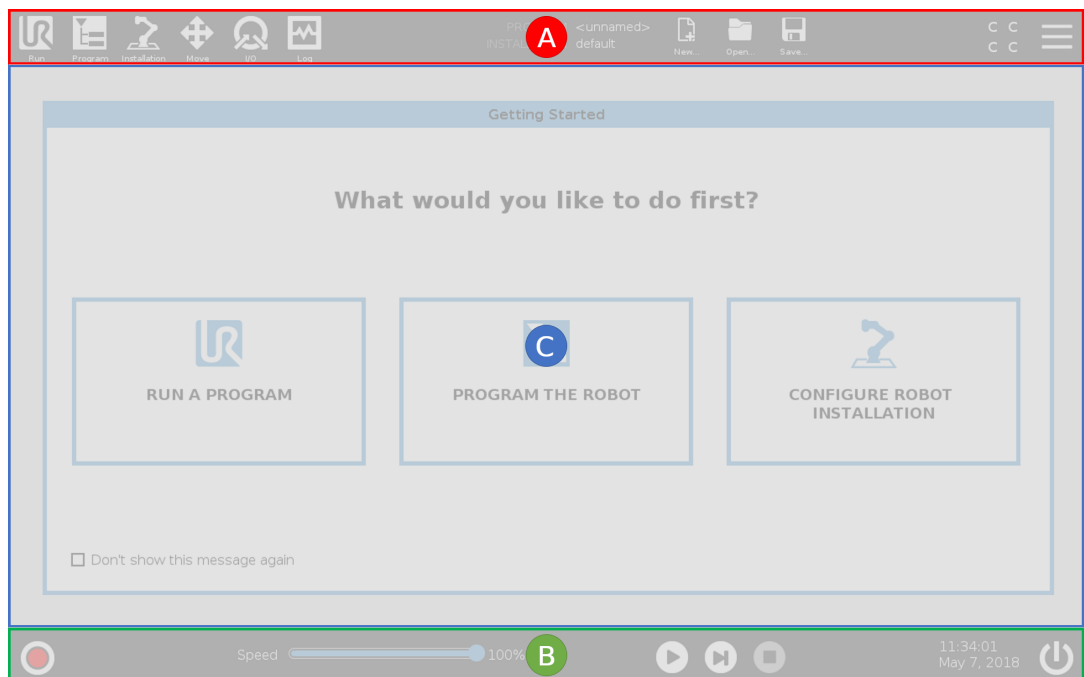 Run Program Installation Move I/O Log
<unnamed>
default
New... Open... Save...
C C
C C
A
Getting Started
What would you like to do first?
C
RUN A PROGRAM
PROGRAM THE ROBOT
CONFIGURE ROBOT
INSTALLATION
Don't show this message again
Speed 100%
B
11:34:01
May 7, 2018